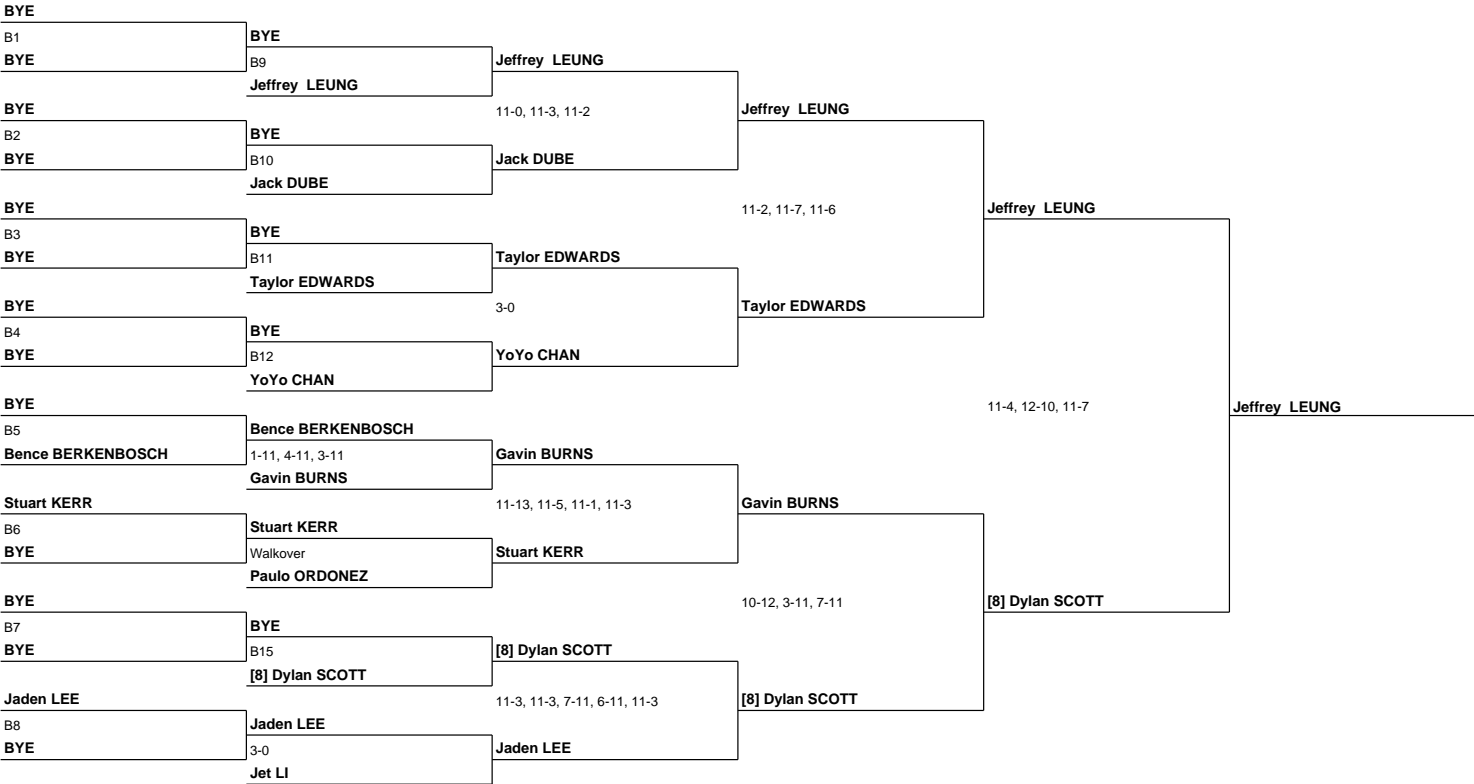 BYE
B1
BYE
BYE
B9
Jeffrey LEUNG
Jeffrey LEUNG
BYE
11-0, 11-3, 11-2
Jeffrey LEUNG
B2
BYE
BYE
B10
Jack DUBE
Jack DUBE
BYE
11-2, 11-7, 11-6
Jeffrey LEUNG
B3
BYE
BYE
B11
Taylor EDWARDS
Taylor EDWARDS
BYE
3-0
Taylor EDWARDS
B4
BYE
BYE
B12
YoYo CHAN
YoYo CHAN
BYE
11-4, 12-10, 11-7
Jeffrey LEUNG
B5
Bence BERKENBOSCH
Bence BERKENBOSCH
1-11, 4-11, 3-11
Gavin BURNS
Gavin BURNS
Stuart KERR
11-13, 11-5, 11-1, 11-3
Gavin BURNS
B6
Stuart KERR
BYE
Walkover
Stuart KERR
Paulo ORDONEZ
BYE
10-12, 3-11, 7-11
[8] Dylan SCOTT
B7
BYE
BYE
B15
[8] Dylan SCOTT
[8] Dylan SCOTT
Jaden LEE
11-3, 11-3, 7-11, 6-11, 11-3
[8] Dylan SCOTT
B8
Jaden LEE
BYE
3-0
Jaden LEE
Jet LI